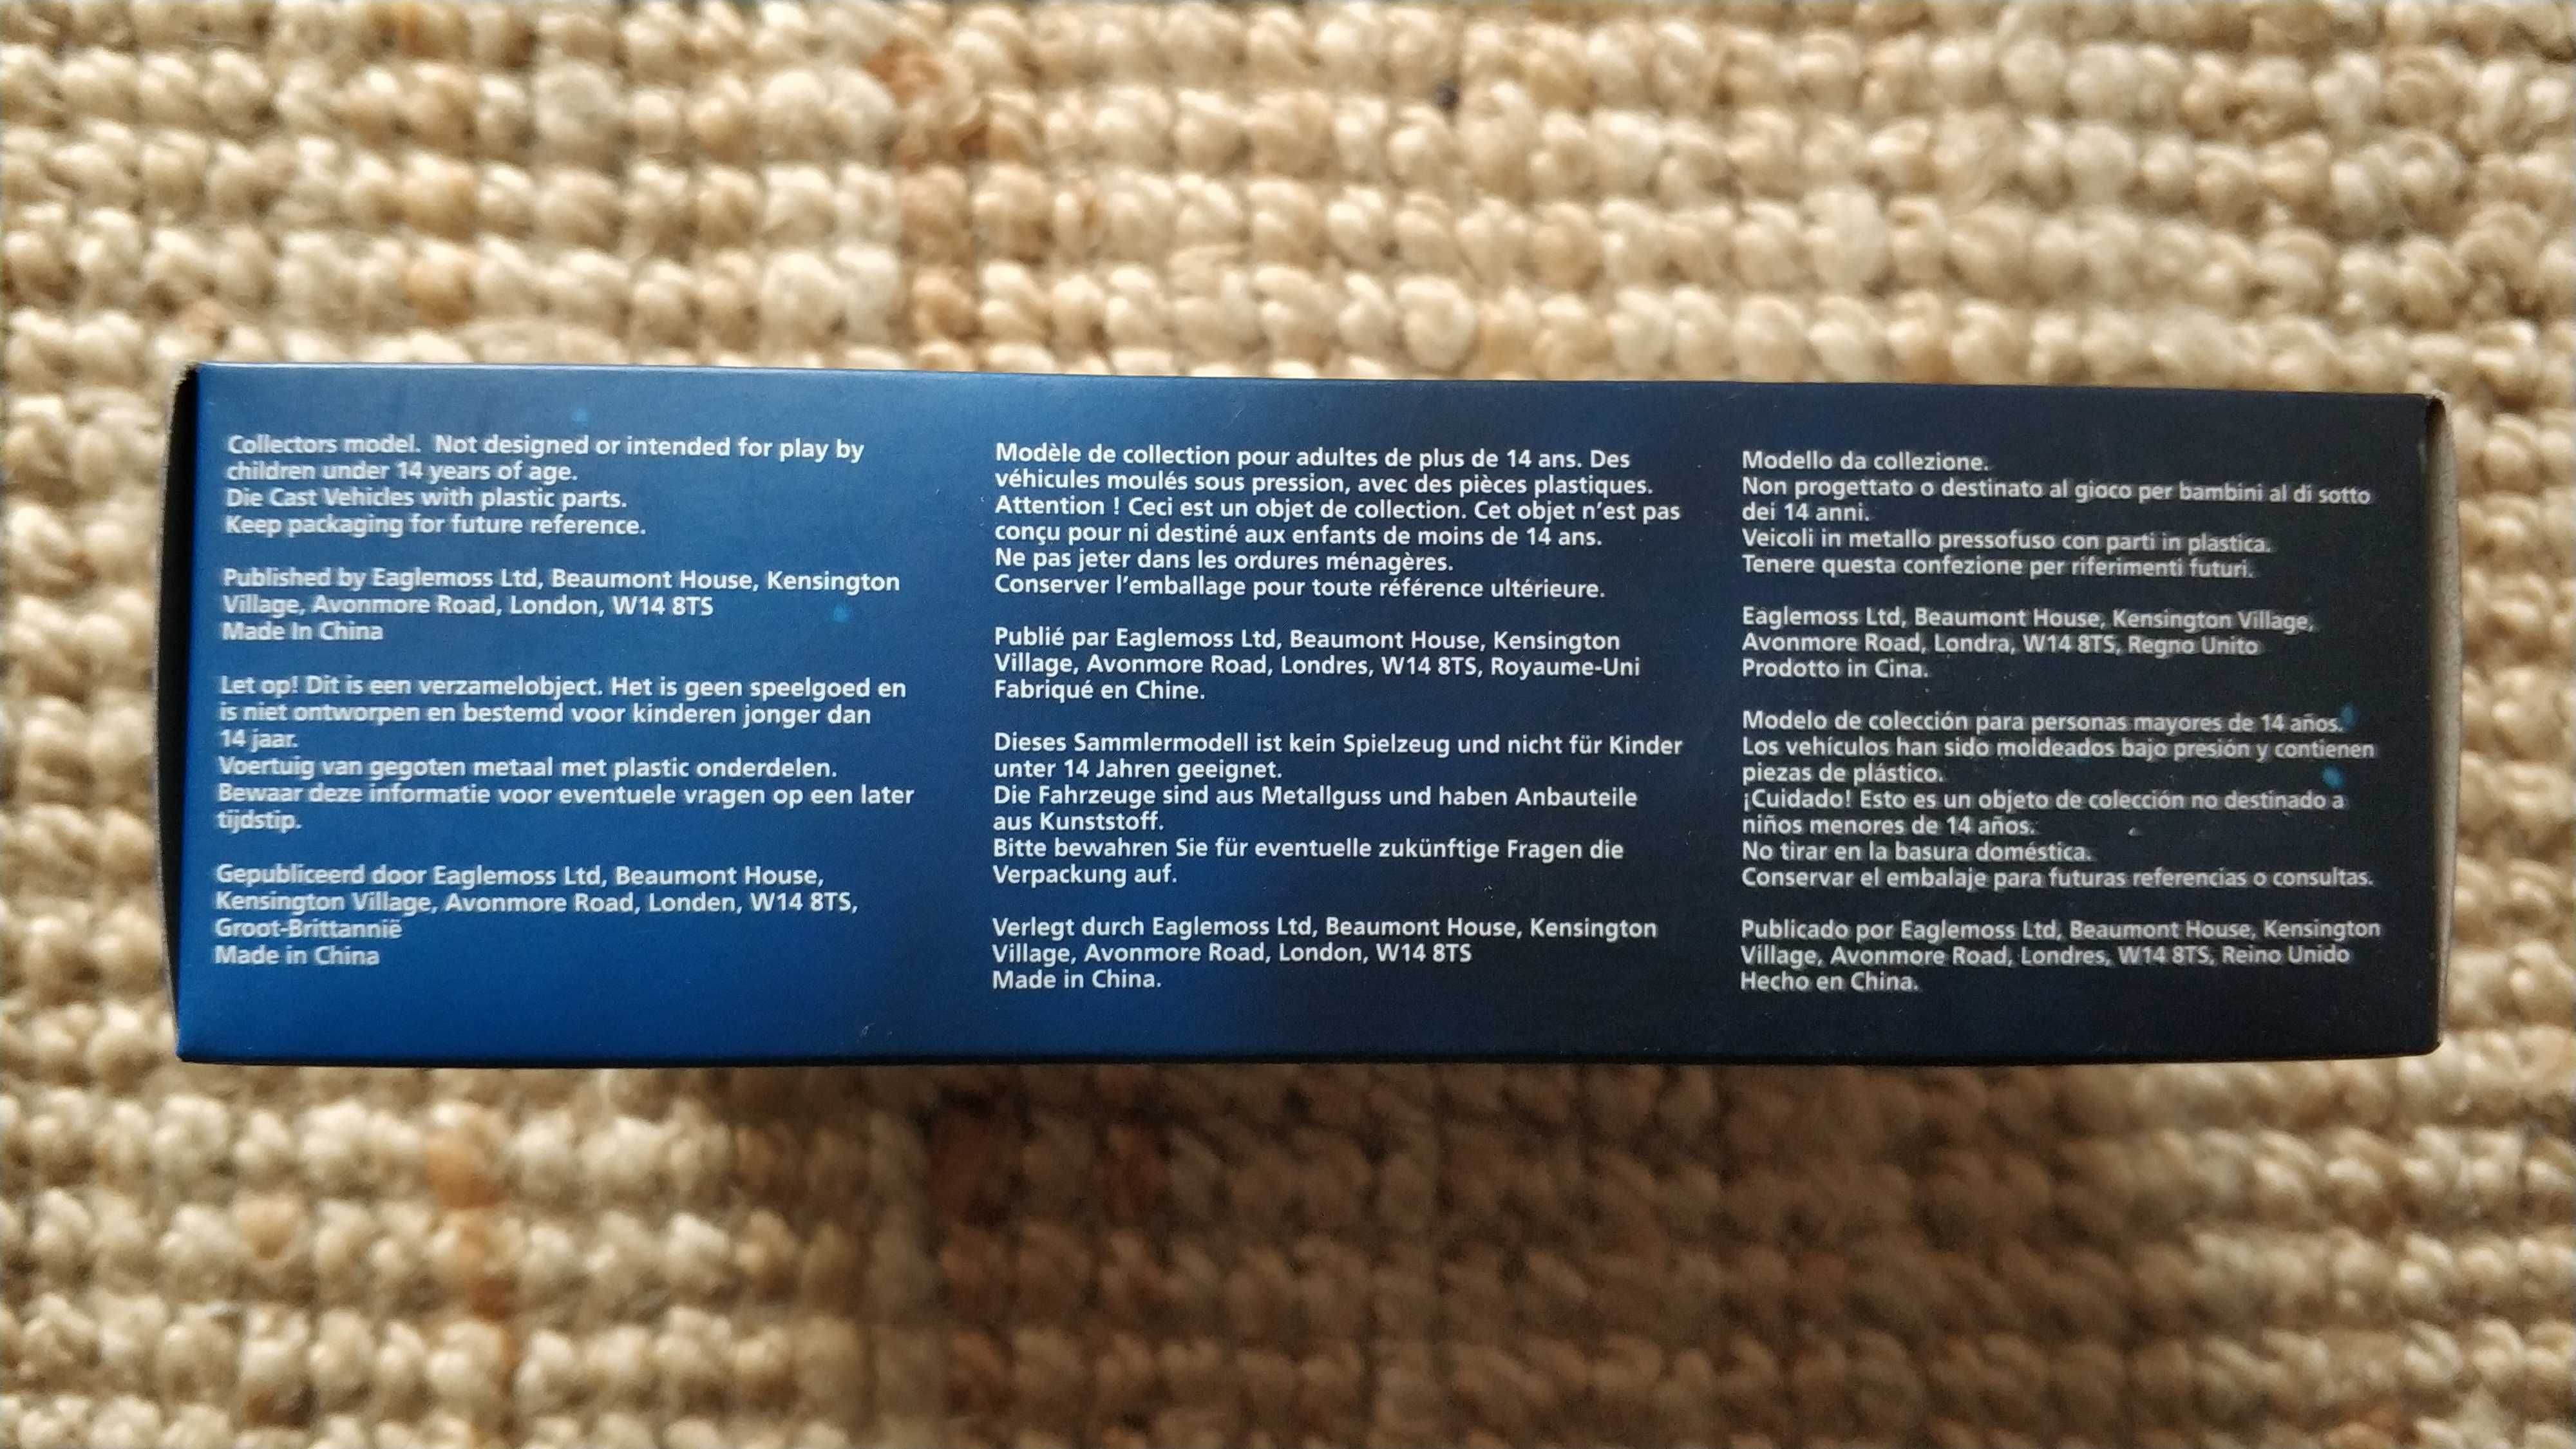 Collectors model. Not designed or intended for play by
children under 14 years of age.
Die Cast Vehicles with plastic parts.
Keep packaging for future reference.
Published by Eaglemoss Ltd, Beaumont House, Kensington
Village, Avonmore Road, London, W14 8TS
Made In China
Let op! Dit is een verzamelobject. Het is geen speelgoed en
is niet ontworpen en bestemd voor kinderen jonger dan
14 jaar.
Voertuig van gegoten metaal met plastic onderdelen.
Bewaar deze informatie voor eventuele vragen op een later
tijdstip.
Gepubliceerd door Eaglemoss Ltd, Beaumont House,
Kensington Village, Avonmore Road, Londen, W14 8TS,
Groot-Brittannië
Made in China
Modèle de collection pour adultes de plus de 14 ans. Des
véhicules moulés sous pression, avec des pièces plastiques.
Attention ! Ceci est un objet de collection. Cet objet n'est pas
conçu pour ni destiné aux enfants de moins de 14 ans.
Ne pas jeter dans les ordures ménagères.
Conserver l'emballage pour toute référence ultérieure.
Publié par Eaglemoss Ltd, Beaumont House, Kensington
Village, Avonmore Road, Londres, W14 8TS, Royaume-Uni
Fabriqué en Chine.
Dieses Sammlermodell ist kein Spielzeug und nicht für Kinder
unter 14 Jahren geeignet.
Die Fahrzeuge sind aus Metallguss und haben Anbauteile
aus Kunststoff.
Bitte bewahren Sie für eventuelle zukünftige Fragen die
Verpackung auf.
Verlegt durch Eaglemoss Ltd, Beaumont House, Kensington
Village, Avonmore Road, London, W14 8TS
Made in China.
Modello da collezione.
Non progettato o destinato al gioco per bambini al di sotto
dei 14 anni.
Veicoli in metallo pressofuso con parti in plastica.
Tenere questa confezione per riferimenti futuri.
Eaglemoss Ltd, Beaumont House, Kensington Village,
Avonmore Road, Londra, W14 8TS, Regno Unito
Prodotto in Cina.
Modelo de colección para personas mayores de 14 años.
Los vehículos han sido moldeados bajo presión y contienen
piezas de plástico.
¡Cuidado! Esto es un objeto de colección no destinado a
niños menores de 14 años.
No tirar en la basura doméstica.
Conservar el embalaje para futuras referencias o consultas.
Publicado por Eaglemoss Ltd, Beaumont House, Kensington
Village, Avonmore Road, Londres, W14 8TS, Reino Unido
Hecho en China.